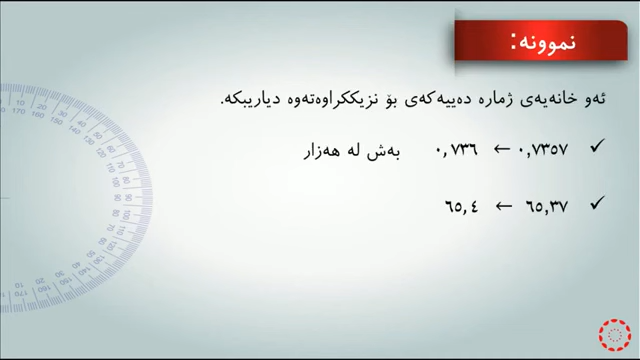 نموونە:
ئەو خانەیەی ژمارە دەییەکەی بۆ نزیککراوەتەوە دیاریبکە.
✓ ٠,٧٣٥٧ ← ٠,٧٣٦ بەش لە هەزار
✓ ٦٥,٣٧ ← ٦٥,٤